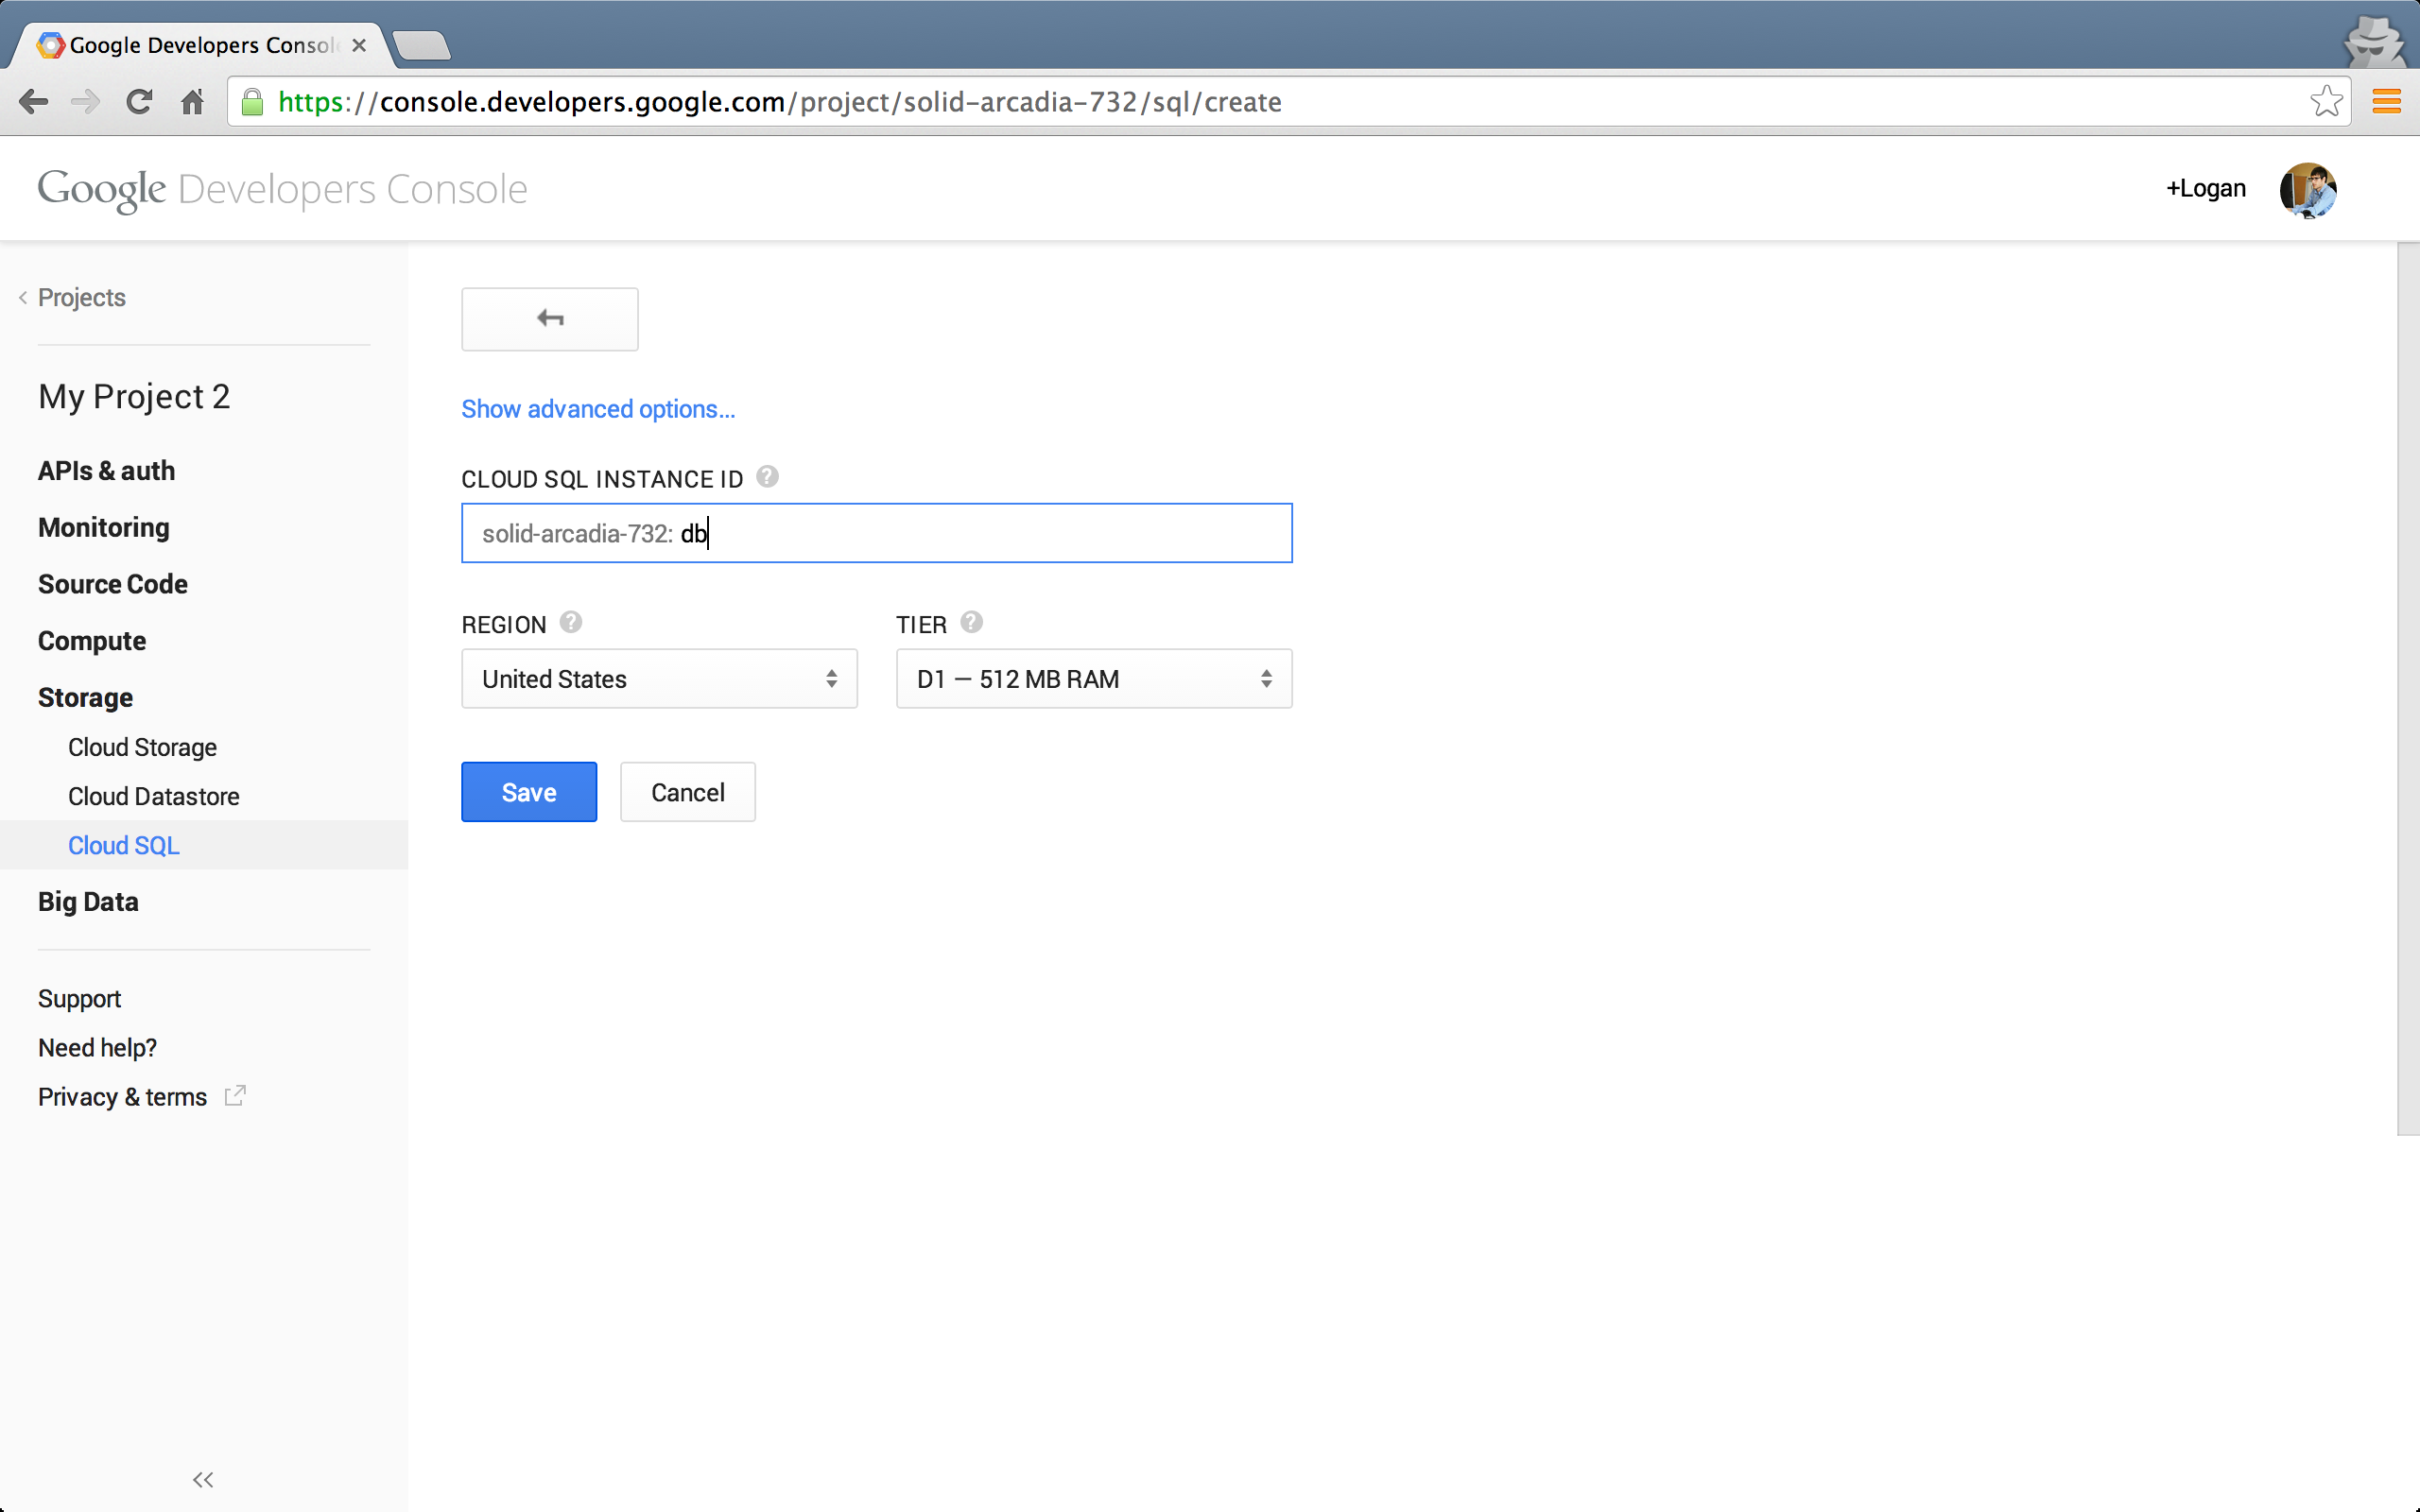 Google Developers Consol
https://console.developers.google.com/project/solid-arcadia-732/sql/create
Google Developers Console
+Logan
Projects
My Project 2
APIs & auth
Monitoring
Source Code
Compute
Storage
Cloud Storage
Cloud Datastore
Cloud SQL
Big Data
Support
Need help?
Privacy & terms
Show advanced options...
CLOUD SQL INSTANCE ID ?
solid-arcadia-732: db
REGION ? TIER ?
United States D1 — 512 MB RAM
Save Cancel